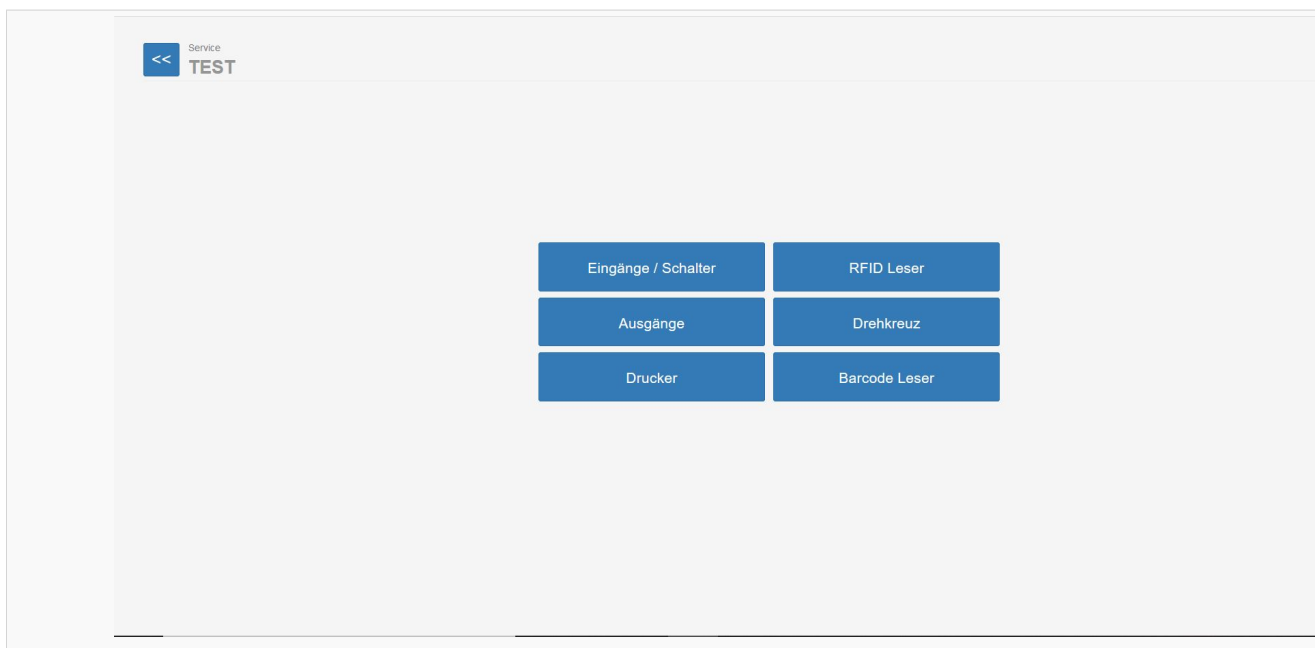 <<
Service
TEST
Eingänge / Schalter
RFID Leser
Ausgänge
Drehkreuz
Drucker
Barcode Leser